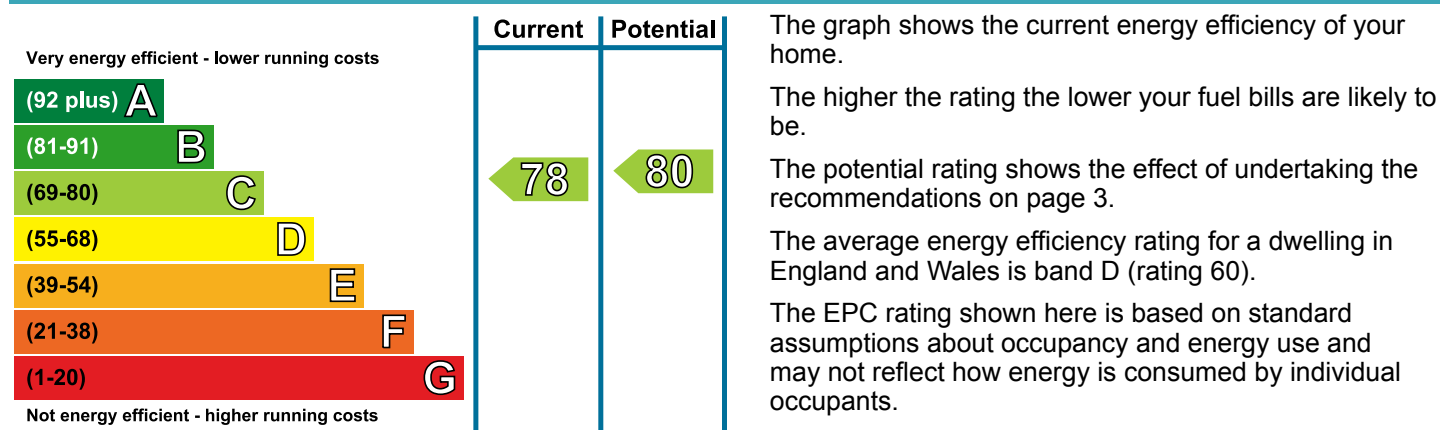 Current Potential
Very energy efficient - lower running costs
(92 plus) A
(81-91) B
(69-80) C
(55-68) D
(39-54) E
(21-38) F
(1-20) G
Not energy efficient - higher running costs
78 80
The graph shows the current energy efficiency of your
home.
The higher the rating the lower your fuel bills are likely to
be.
The potential rating shows the effect of undertaking the
recommendations on page 3.
The average energy efficiency rating for a dwelling in
England and Wales is band D (rating 60).
The EPC rating shown here is based on standard
assumptions about occupancy and energy use and
may not reflect how energy is consumed by individual
occupants.